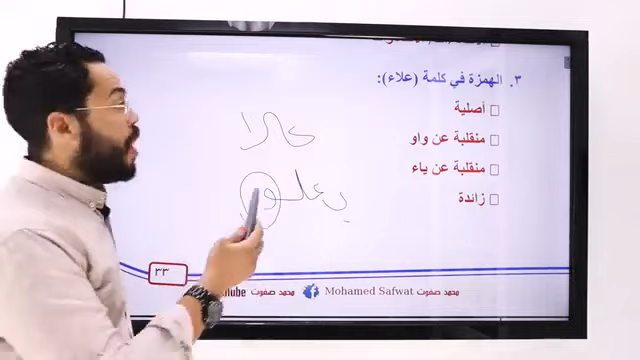 ٣. الهمزة في كلمة (علاء):
□ أصلية
□ منقلبة عن واو
□ منقلبة عن ياء
□ زائدة
علا
يعلو
٣٣
محمد صفوت Mohamed Safwat محمد صفوت